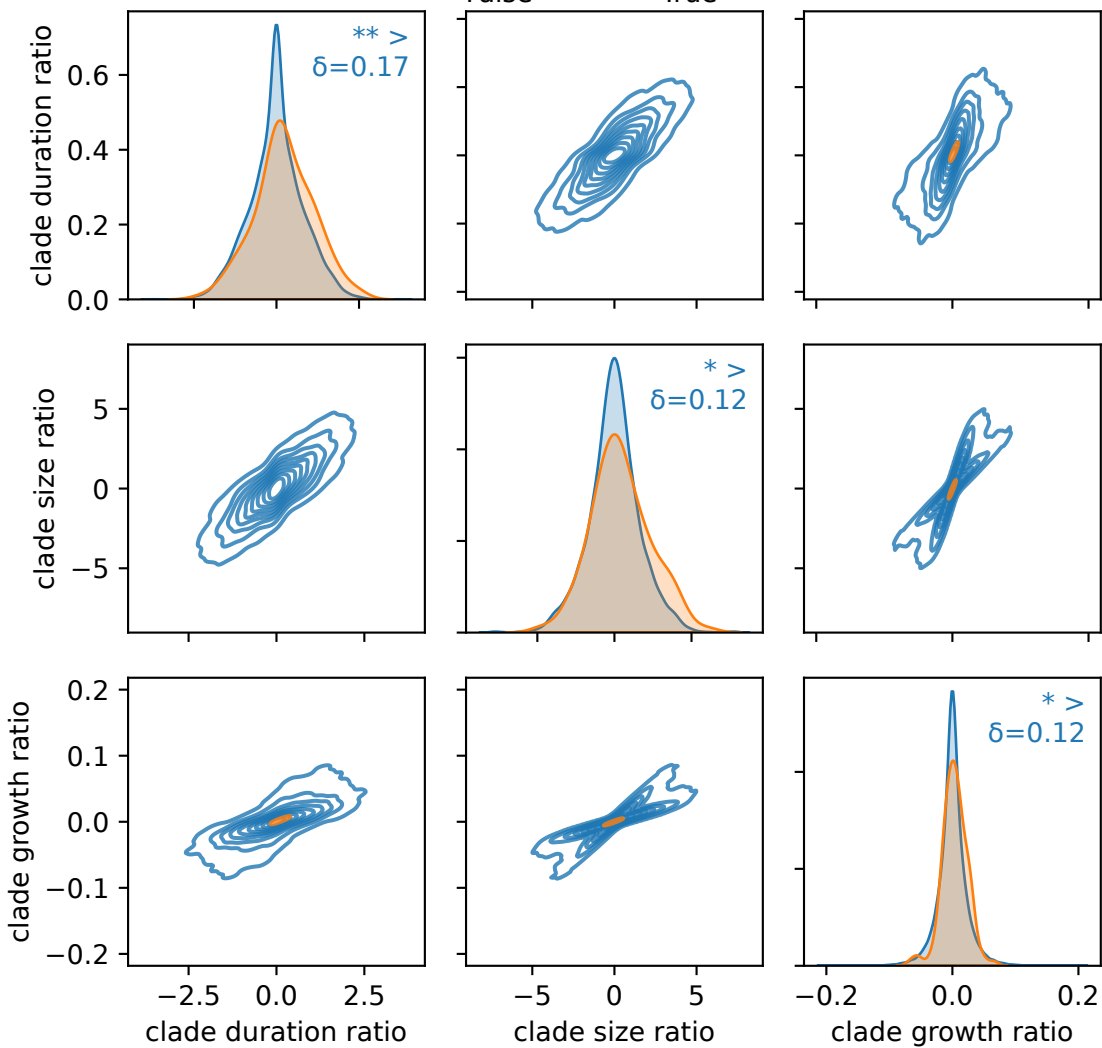 False True
clade duration ratio
0.6
0.4
0.2
0.0
** >
δ=0.17
clade size ratio
5
0
−5
* >
δ=0.12
clade growth ratio
0.2
0.1
0.0
−0.1
−0.2
* >
δ=0.12
−2.5 0.0 2.5
−5 0 5
−0.2 0.0 0.2
clade duration ratio
clade size ratio
clade growth ratio